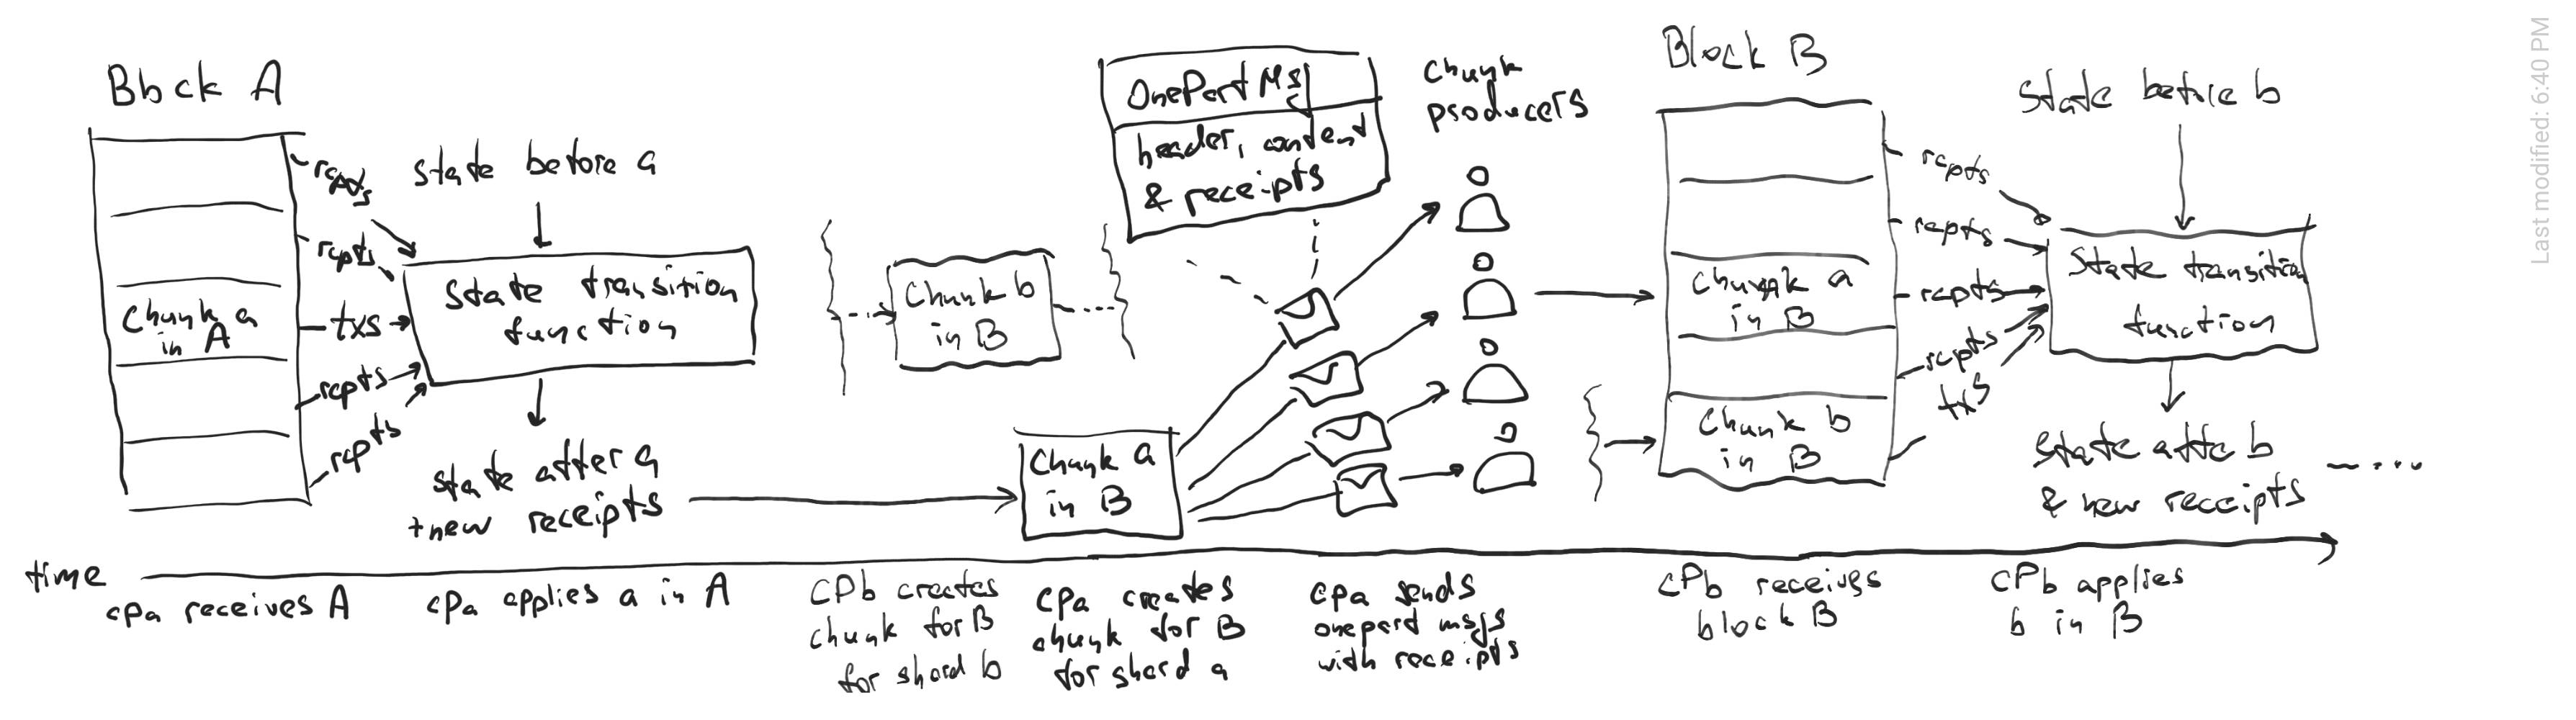 Block A
rcpts
rcpts
txs
rcpts
rcpts
Chunk a
in A
State before a
State transition
function
state after a
+new receipts
Chunk b
in B
OnePart Msg
header, content
& receipts
Chunk
producers
Chunk a
in B
Block B
Chunk a
in B
Chunk b
in B
rcpts
rcpts
rcpts
rcpts
txs
State before b
State transition
function
State afte b
& new receipts
time
cPa receives A
cPa applies a in A
CPb creates
chunk for B
for shard b
cPa creates
chunk for B
for shard a
cPa sends
onepart msgs
with receipts
cPb receives
block B
CPb applies
b in B
Last modified: 6:40 PM